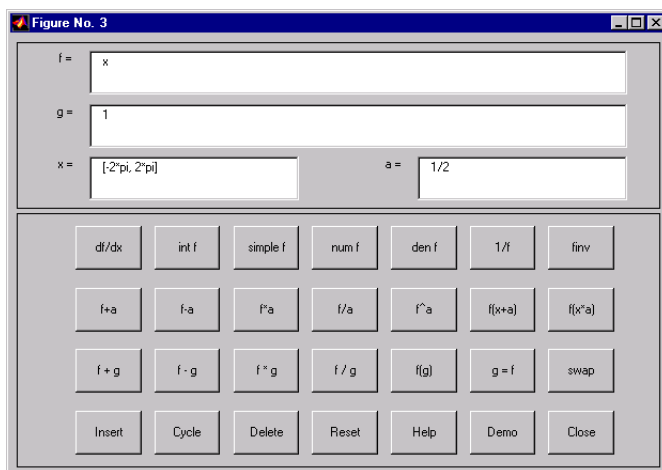 Figure No. 3
f =
x
g =
1
x =
[-2*pi, 2*pi]
a =
1/2
df/dx int f simple f num f den f 1/f finv
f+a f-a f*a f/a f^a f(x+a) f(x*a)
f + g f - g f * g f / g f(g) g = f swap
Insert Cycle Delete Reset Help Demo Close